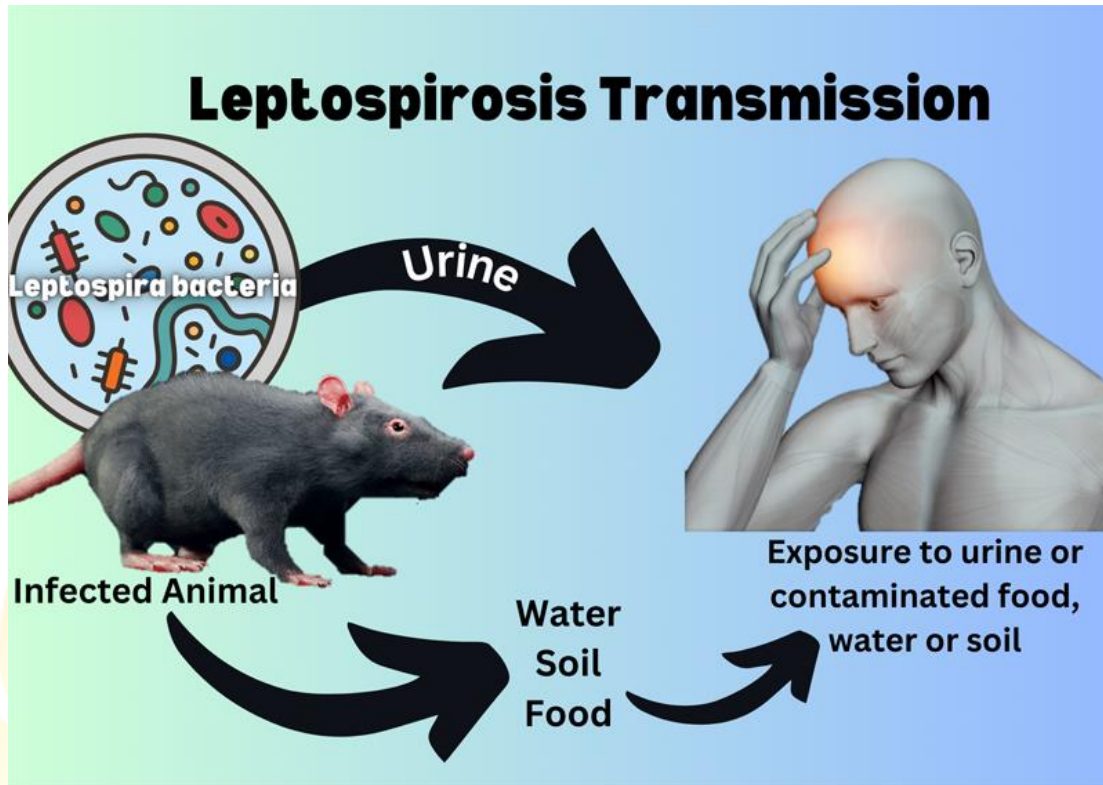 Leptospirosis Transmission
Leptospira bacteria
Urine
Infected Animal
Water
Soil
Food
Exposure to urine or
contaminated food,
water or soil